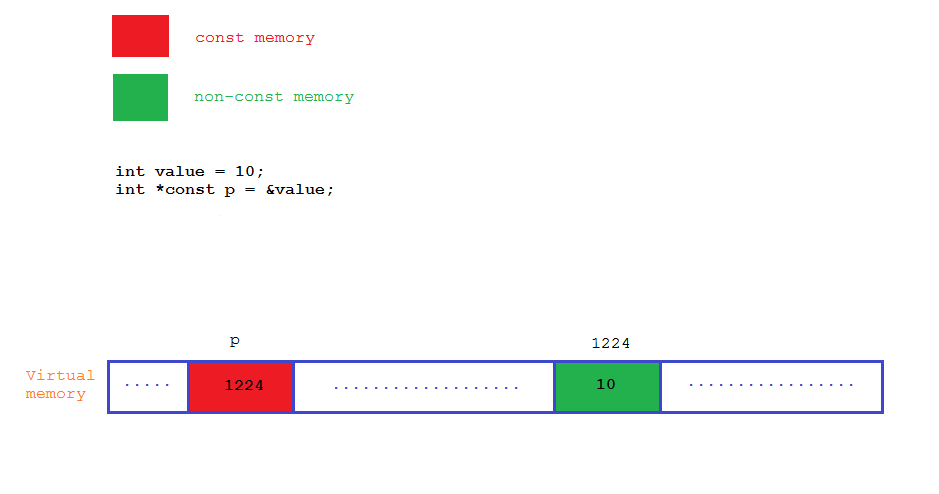 const memory
non-const memory
int value = 10;
int *const p = &value;
p
1224
Virtual
memory
..... 1224 ................... 10 .................